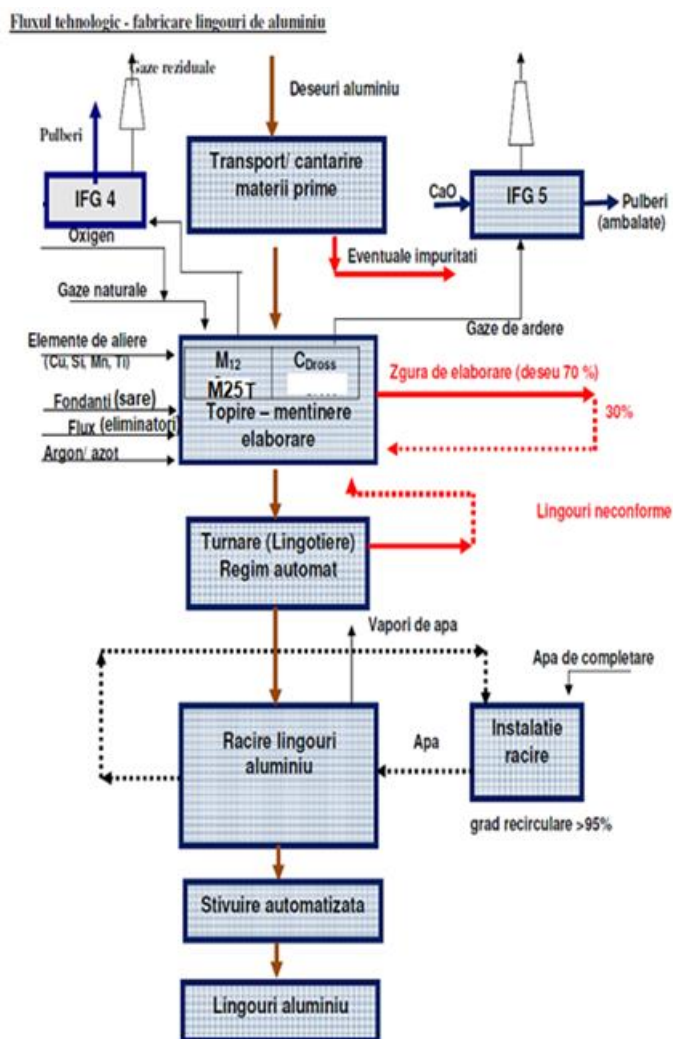 Fluxul tehnologic - fabricare lingouri de aluminiu
Gaze reziduale
Deseuri aluminiu
Pulberi
Transport/ cantarire
materii prime
IFG 4
CaO
IFG 5
Pulberi
(ambalate)
Oxigen
Eventuale impuritati
Gaze naturale
Gaze de ardere
Elemente de aliere
(Cu, Si, Mn, Ti)
M12
CDross
M25T
Zgura de elaborare (deseu 70 %)
Fondanti (sare)
Topire – mentinere
30%
Flux (eliminatori)
elaborare
Argon/ azot
Lingouri neconforme
Turnare (Lingotiere)
Regim automat
Vapori de apa
Apa de completare
Racire lingouri
aluminiu
Apa
Instalatie
racire
grad recirculare >95%
Stivuire automatizata
Lingouri aluminiu